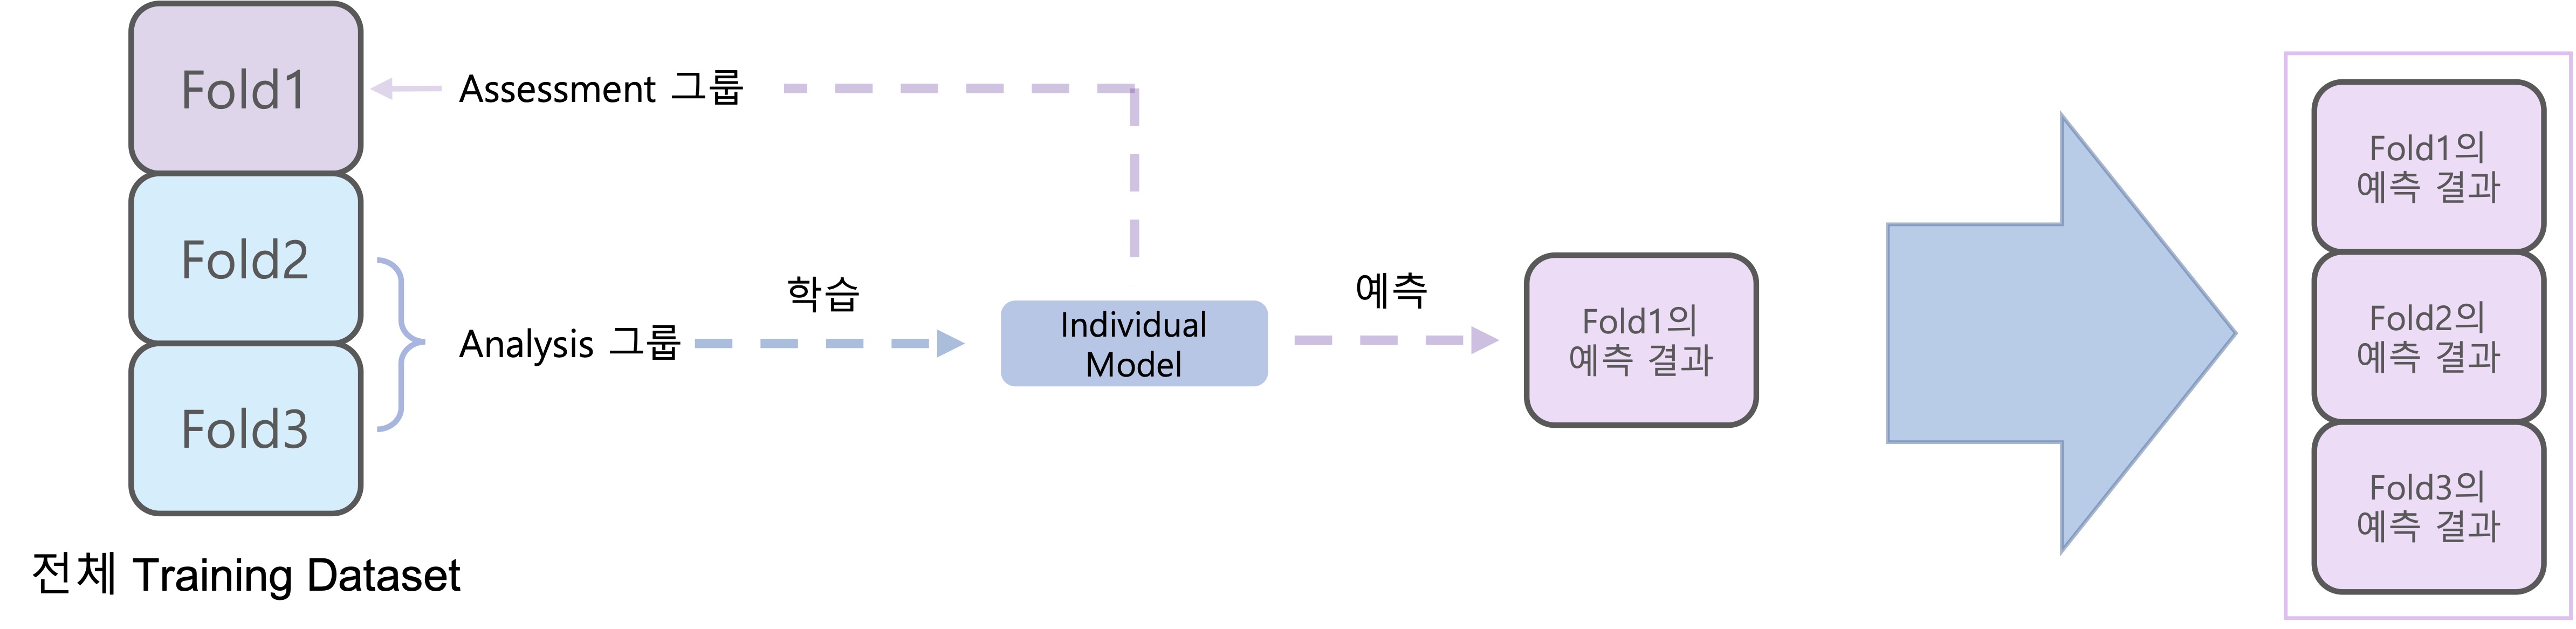 Fold1
Assessment 그룹
Fold2
Fold3
Analysis 그룹
학습
Individual
Model
예측
Fold1의
예측 결과
Fold1의
예측 결과
Fold2의
예측 결과
Fold3의
예측 결과
전체 Training Dataset